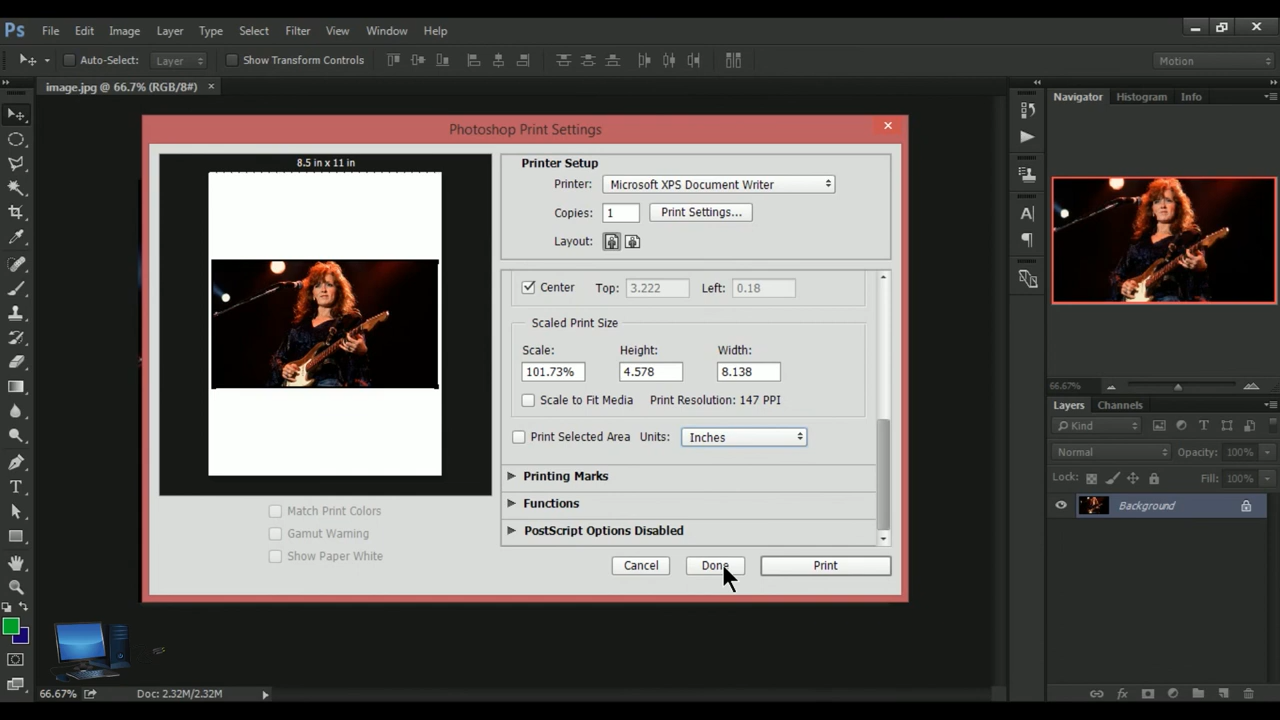 Ps File Edit Image Layer Type Select Filter View Window Help
Auto-Select: Layer Show Transform Controls Motion
image.jpg @ 66.7% (RGB/8#) ×
Navigator Histogram Info
Photoshop Print Settings
8.5 in x 11 in
Printer Setup
Printer: Microsoft XPS Document Writer
Copies: 1 Print Settings...
Layout:
Center Top: 3.222 Left: 0.18
Scaled Print Size
Scale: Height: Width:
101.73% 4.578 8.138
Scale to Fit Media Print Resolution: 147 PPI
Print Selected Area Units: Inches
Printing Marks
Functions
PostScript Options Disabled
Match Print Colors
Gamut Warning
Show Paper White
Cancel Done Print
66.67%
Layers Channels
Kind
Normal Opacity: 100%
Lock: Fill: 100%
Background
66.67% Doc: 2.32M/2.32M